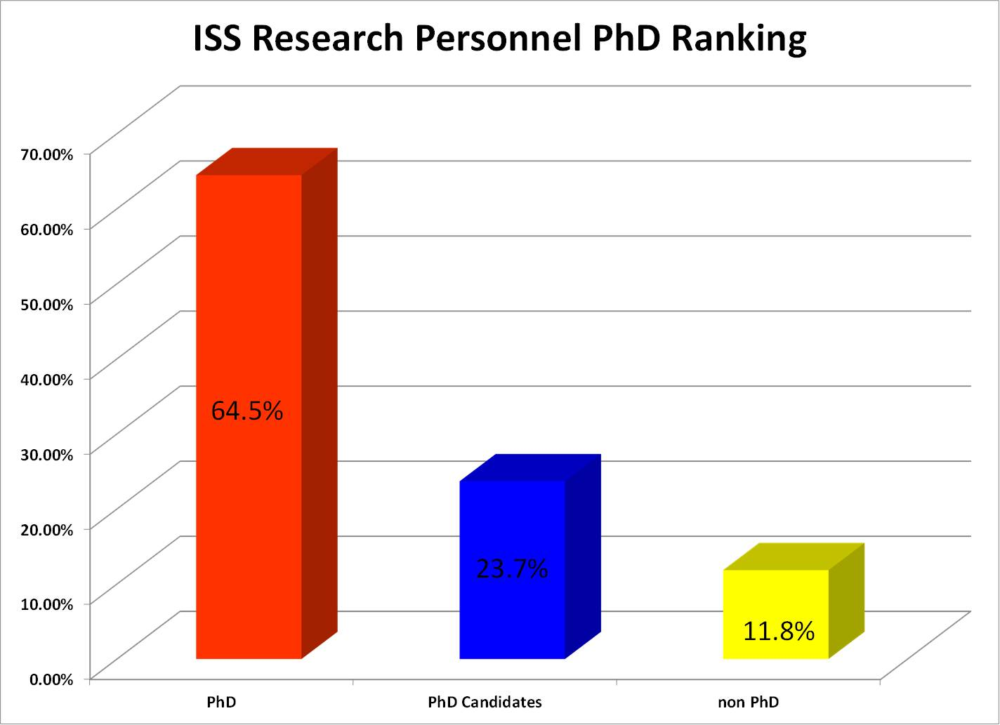 ISS Research Personnel PhD Ranking
70.00%
60.00%
50.00%
40.00%
30.00%
20.00%
10.00%
0.00%
64.5%
23.7%
11.8%
PhD
PhD Candidates
non PhD